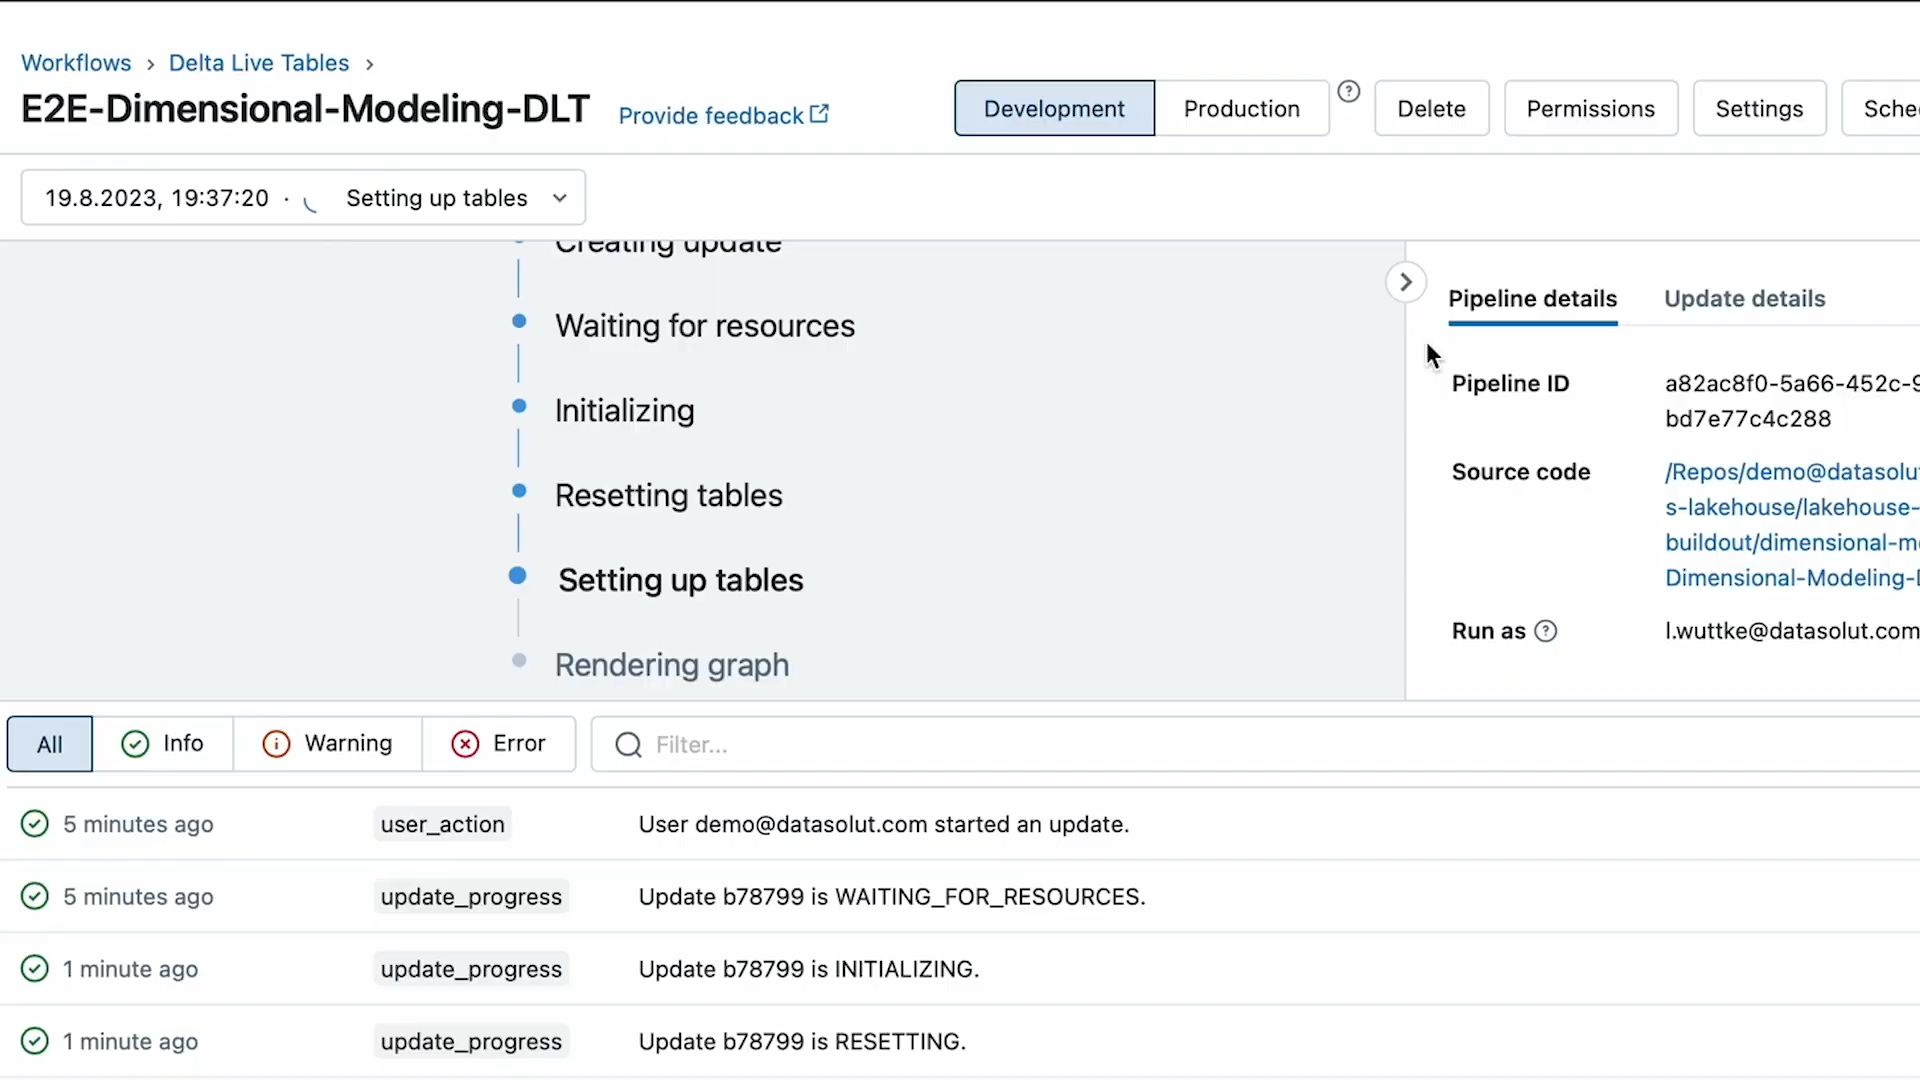 Workflows > Delta Live Tables >
E2E-Dimensional-Modeling-DLT Provide feedback
Development Production ? Delete Permissions Settings Sche
19.8.2023, 19:37:20 · Setting up tables
Creating update
Waiting for resources
Initializing
Resetting tables
Setting up tables
Rendering graph
Pipeline details Update details
Pipeline ID a82ac8f0-5a66-452c-9
bd7e77c4c288
Source code /Repos/demo@datasolut
s-lakehouse/lakehouse-
buildout/dimensional-m
Dimensional-Modeling-D
Run as ? l.wuttke@datasolut.com
All Info Warning Error Filter...
5 minutes ago user_action User demo@datasolut.com started an update.
5 minutes ago update_progress Update b78799 is WAITING_FOR_RESOURCES.
1 minute ago update_progress Update b78799 is INITIALIZING.
1 minute ago update_progress Update b78799 is RESETTING.